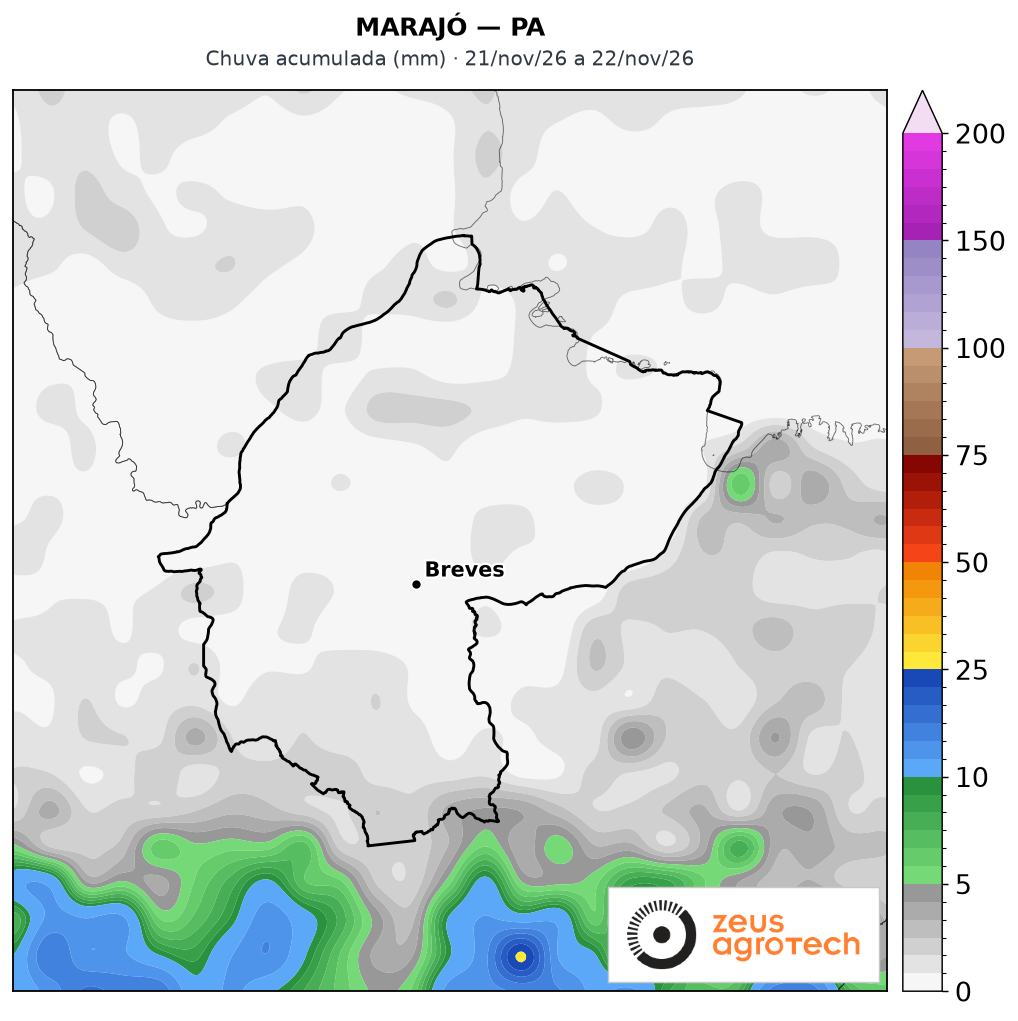 MARAJÓ — PA
Chuva acumulada (mm) · 21/nov/26 a 22/nov/26
200
150
100
75
50
25
10
5
0
Breves
zeus
agrotech